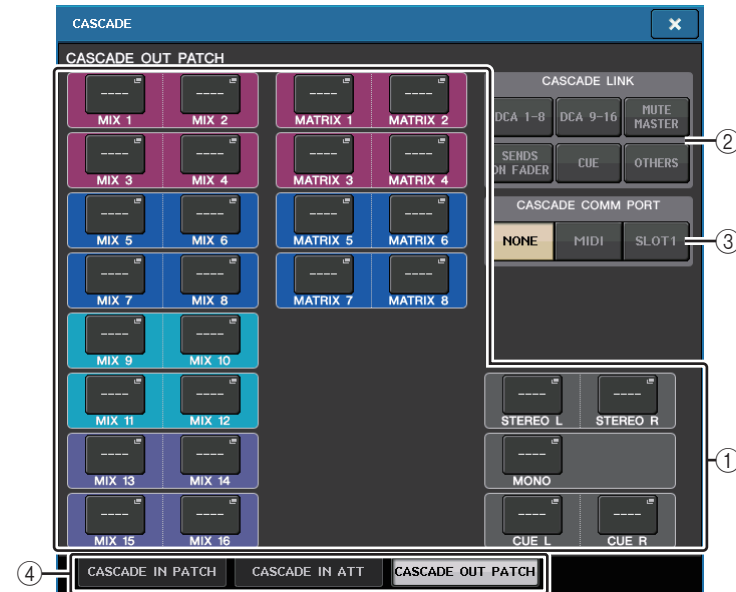 CASCADE
×
CASCADE OUT PATCH
---- ---- ---- ----
MIX 1 MIX 2 MATRIX 1 MATRIX 2
---- ---- ---- ----
MIX 3 MIX 4 MATRIX 3 MATRIX 4
---- ---- ---- ----
MIX 5 MIX 6 MATRIX 5 MATRIX 6
---- ---- ---- ----
MIX 7 MIX 8 MATRIX 7 MATRIX 8
---- ----
MIX 9 MIX 10
---- ----
MIX 11 MIX 12
---- ----
MIX 13 MIX 14
---- ----
MIX 15 MIX 16
CASCADE LINK
DCA 1-8 DCA 9-16 MUTE MASTER
SENDS ON FADER CUE OTHERS
②
CASCADE COMM PORT
NONE MIDI SLOT1
③
---- ----
STEREO L STEREO R
----
MONO
①
---- ----
CUE L CUE R
④
CASCADE IN PATCH CASCADE IN ATT CASCADE OUT PATCH